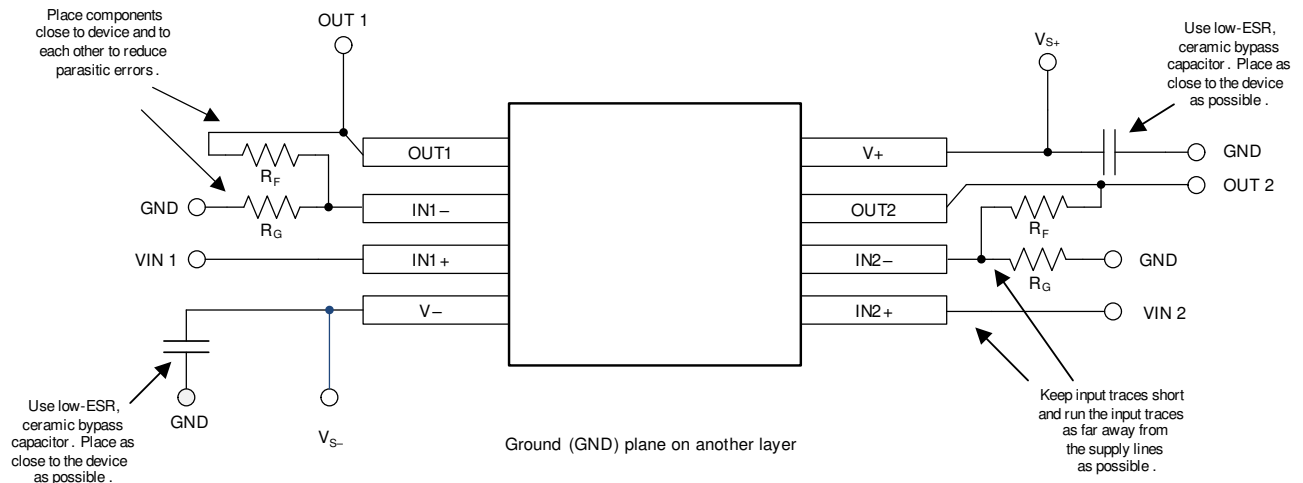 Place components
close to device and to
each other to reduce
parasitic errors .
OUT 1
VS+
Use low-ESR,
ceramic bypass
capacitor . Place as
close to the device
as possible .
OUT1
RF
GND
RG
IN1−
VIN 1
IN1+
V−
V+
GND
OUT 2
OUT2
RF
IN2−
RG
GND
IN2+
VIN 2
Use low-ESR,
ceramic bypass
capacitor . Place as
close to the device
as possible .
GND
VS−
Ground (GND) plane on another layer
Keep input traces short
and run the input traces
as far away from
the supply lines
as possible .